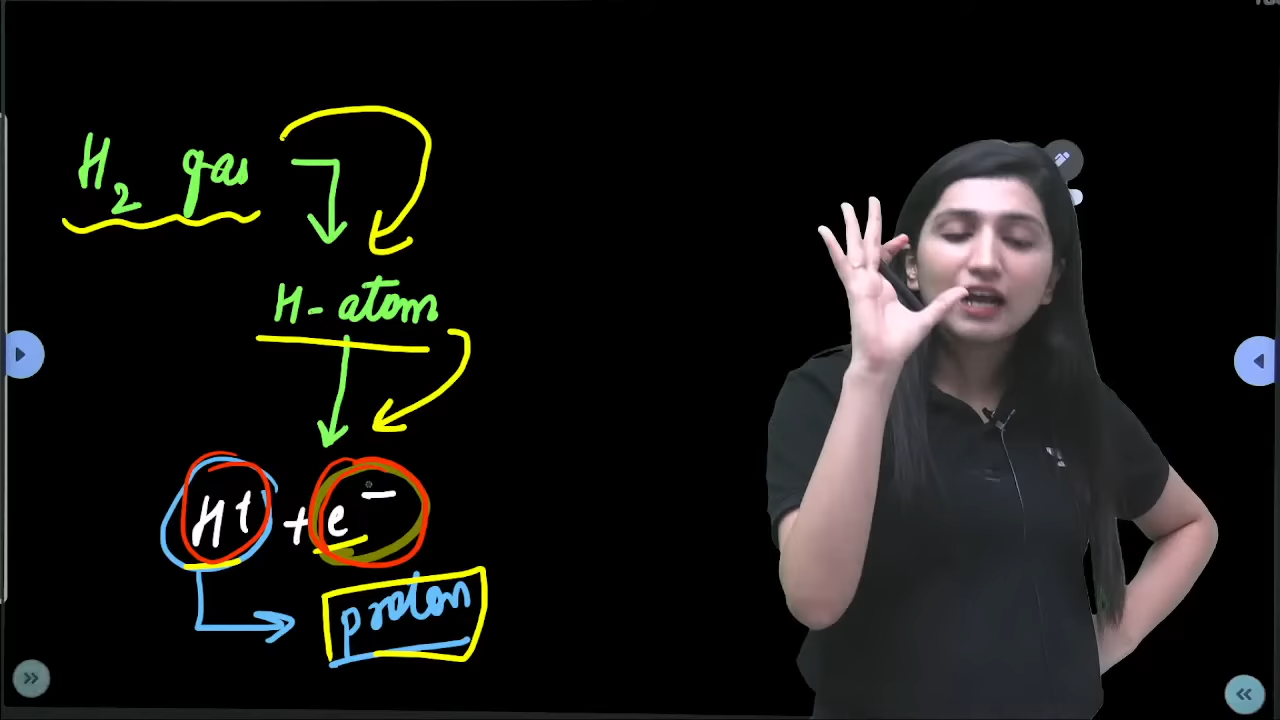 H₂ gas
H- atom
H+ + e−
proton